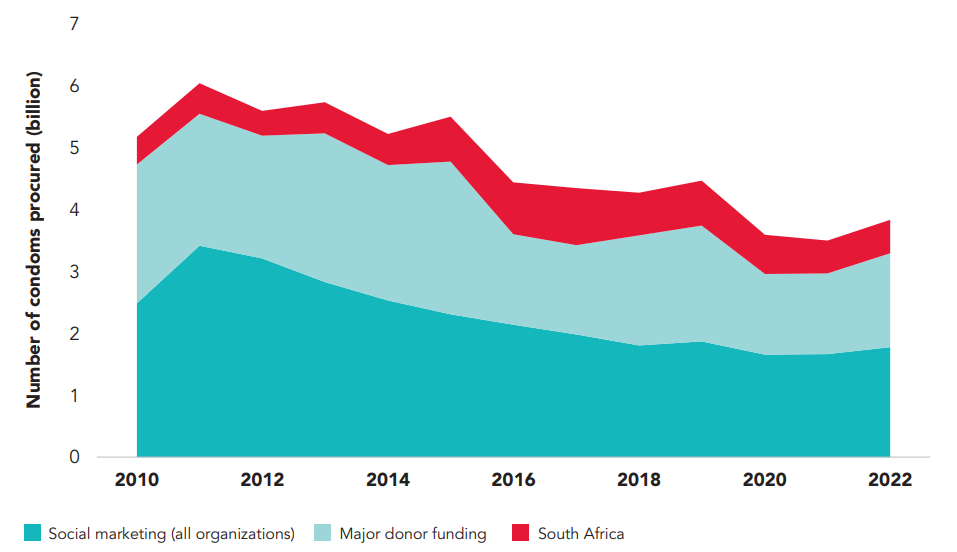 Number of condoms procured (billion)
7
6
5
4
3
2
1
0
2010 2012 2014 2016 2018 2020 2022
Social marketing (all organizations) Major donor funding South Africa